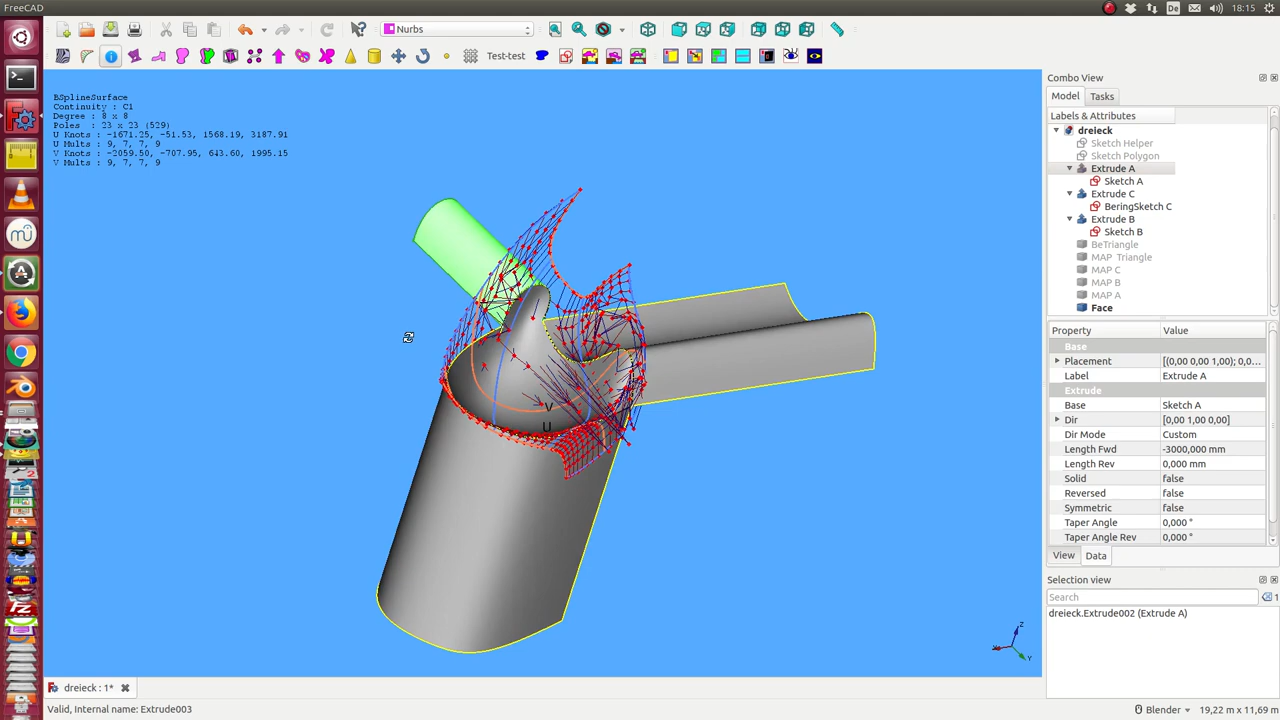 FreeCAD
De
18:15
Nurbs
Test-test
BSplineSurface
Continuity : C1
Degree : 8 x 8
Poles : 23 x 23 (529)
U Knots : -1671.25, -51.53, 1568.19, 3187.91
U Mults : 9, 7, 7, 9
V Knots : -2059.50, -707.95, 643.60, 1995.15
V Mults : 9, 7, 7, 9
V
U
Z
Y
Combo View
Model
Tasks
Labels & Attributes
dreieck
Sketch Helper
Sketch Polygon
Extrude A
Sketch A
Extrude C
BeringSketch C
Extrude B
Sketch B
BeTriangle
MAP Triangle
MAP C
MAP B
MAP A
Face
Property Value
Base
Placement [(0,00 0,00 1,00); 0,0...
Label Extrude A
Extrude
Base Sketch A
Dir [0,00 1,00 0,00]
Dir Mode Custom
Length Fwd -3000,000 mm
Length Rev 0,000 mm
Solid false
Reversed false
Symmetric false
Taper Angle 0,000 °
Taper Angle Rev 0,000 °
View
Data
Selection view
Search
1
dreieck.Extrude002 (Extrude A)
dreieck : 1*
Valid, Internal name: Extrude003
Blender
19,22 m x 11,69 m